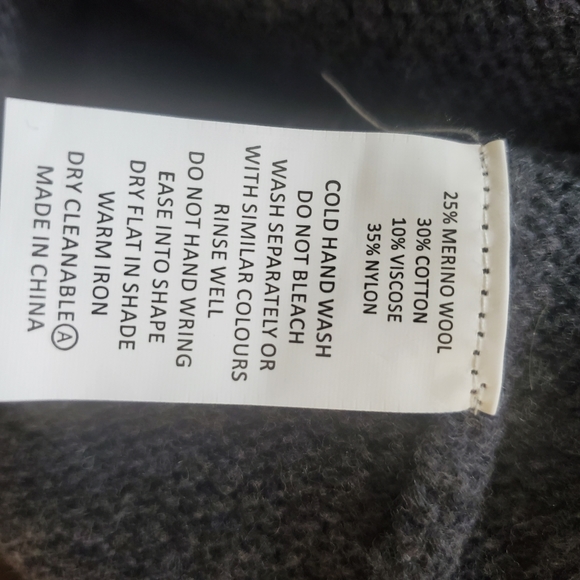 25% MERINO WOOL
30% COTTON
10% VISCOSE
35% NYLON
COLD HAND WASH
DO NOT BLEACH
WASH SEPARATELY OR
WITH SIMILAR COLOURS
RINSE WELL
DO NOT HAND WRING
EASE INTO SHAPE
DRY FLAT IN SHADE
WARM IRON
DRY CLEANABLE Ⓐ
MADE IN CHINA